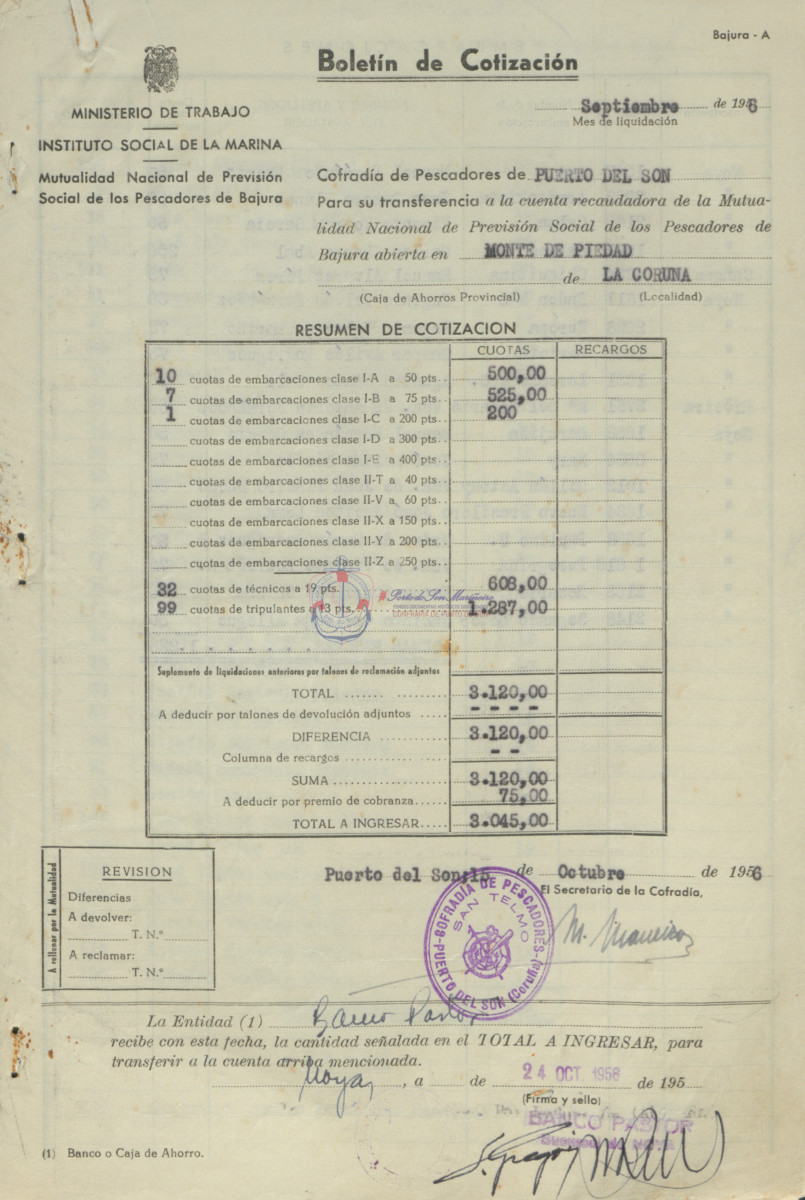 Bajura - A
Boletín de Cotización
MINISTERIO DE TRABAJO
INSTITUTO SOCIAL DE LA MARINA
Mutualidad Nacional de Previsión
Social de los Pescadores de Bajura
Septiembre de 1956
Mes de liquidación
Cofradía de Pescadores de PUERTO DEL SON
Para su transferencia a la cuenta recaudadora de la Mutua-
lidad Nacional de Previsión Social de los Pescadores de
Bajura abierta en MONTE DE PIEDAD
de LA CORUNA
(Caja de Ahorros Provincial) (Localidad)
RESUMEN DE COTIZACION
CUOTAS RECARGOS
10 cuotas de embarcaciones clase I-A a 50 pts. 500,00
7 cuotas de embarcaciones clase I-B a 75 pts. 525,00
1 cuotas de embarcaciones clase I-C a 200 pts. 200
cuotas de embarcaciones clase I-D a 300 pts.
cuotas de embarcaciones clase I-E a 400 pts.
cuotas de embarcaciones clase II-T a 40 pts.
cuotas de embarcaciones clase II-V a 60 pts.
cuotas de embarcaciones clase II-X a 150 pts.
cuotas de embarcaciones clase II-Y a 200 pts.
cuotas de embarcaciones clase II-Z a 250 pts.
32 cuotas de técnicos a 19 pts. 608,00
99 cuotas de tripulantes a 13 pts. 1.287,00
Porto do Son Mariñeiro
Suplemento de liquidaciones anteriores por talones de reclamación adjuntos
TOTAL 3.120,00
A deducir por talones de devolución adjuntos - - - -
DIFERENCIA 3.120,00
Columna de recargos - -
SUMA 3.120,00
A deducir por premio de cobranza 75,00
TOTAL A INGRESAR 3.045,00
A rellenar por la Mutualidad
REVISION
Diferencias
A devolver:
T. N.º
A reclamar:
T. N.º
Puerto del Son 15 de Octubre de 1956
El Secretario de la Cofradía,
COFRADÍA DE PESCADORES
SAN TELMO
PUERTO DEL SON (Coruña)
La Entidad (1) Banco Pastor
recibe con esta fecha, la cantidad señalada en el TOTAL A INGRESAR, para
transferir a la cuenta arriba mencionada.
Noya, a de 24 OCT 1956 de 195
(Firma y sello)
BANCO PASTOR
(1) Banco o Caja de Ahorro.